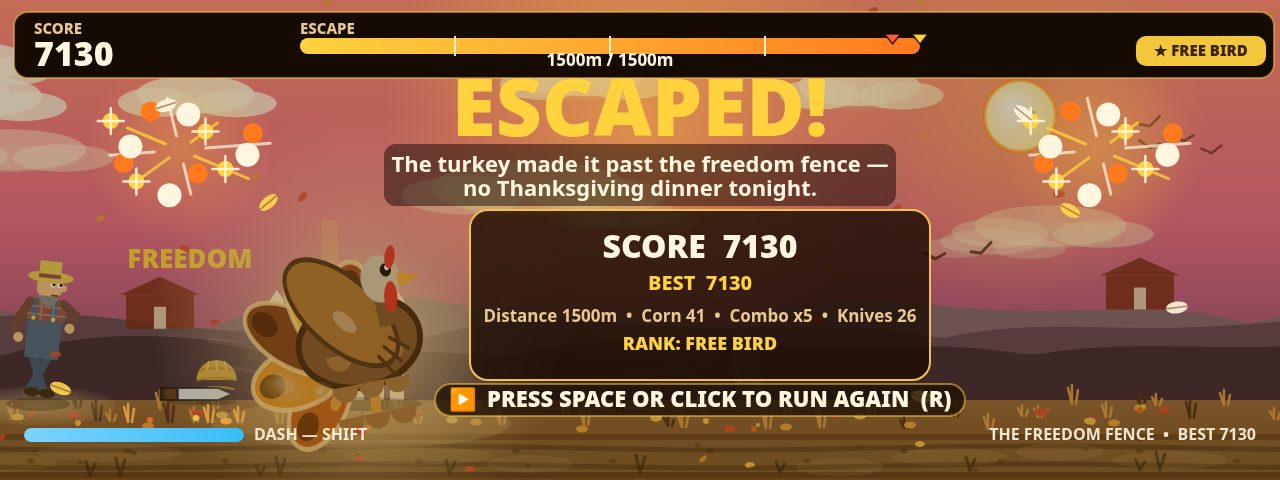 SCORE
7130
ESCAPE
1500m / 1500m
★ FREE BIRD
ESCAPED!
The turkey made it past the freedom fence —
no Thanksgiving dinner tonight.
FREEDOM
SCORE 7130
BEST 7130
Distance 1500m • Corn 41 • Combo x5 • Knives 26
RANK: FREE BIRD
▶️ PRESS SPACE OR CLICK TO RUN AGAIN (R)
DASH — SHIFT
THE FREEDOM FENCE • BEST 7130